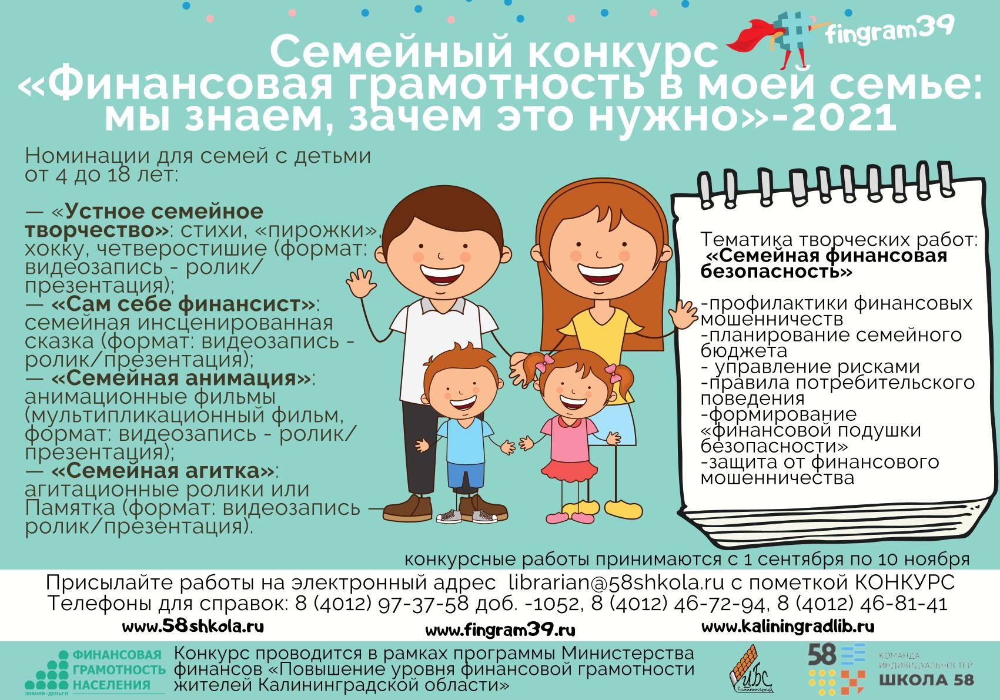 #fingram39
Семейный конкурс
«Финансовая грамотность в моей семье:
мы знаем, зачем это нужно»-2021
Номинации для семей с детьми
от 4 до 18 лет:
— «Устное семейное
творчество»: стихи, «пирожки»,
хокку, четверостишие (формат:
видеозапись - ролик/
презентация);
— «Сам себе финансист»:
семейная инсценированная
сказка (формат: видеозапись -
ролик/презентация);
— «Семейная анимация»:
анимационные фильмы
(мультипликационный фильм,
формат: видеозапись - ролик/
презентация);
— «Семейная агитка»:
агитационные ролики или
Памятка (формат: видеозапись —
ролик/презентация).
Тематика творческих работ:
«Семейная финансовая
безопасность»
-профилактики финансовых
мошенничеств
-планирование семейного
бюджета
- управление рисками
-правила потребительского
поведения
-формирование
«финансовой подушки
безопасности»
-защита от финансового
мошенничества
конкурсные работы принимаются с 1 сентября по 10 ноября
Присылайте работы на электронный адрес librarian@58shkola.ru с пометкой КОНКУРС
Телефоны для справок: 8 (4012) 97-37-58 доб. -1052, 8 (4012) 46-72-94, 8 (4012) 46-81-41
www.58shkola.ru www.fingram39.ru www.kaliningradlib.ru
ФИНАНСОВАЯ
ГРАМОТНОСТЬ
НАСЕЛЕНИЯ
ЗНАНИЯ-ДЕНЬГИ
Конкурс проводится в рамках программы Министерства
финансов «Повышение уровня финансовой грамотности
жителей Калининградской области»
ЦБС
Калининград
58
КОМАНДА
ИНДИВИДУАЛЬНОСТЕЙ
ШКОЛА 58